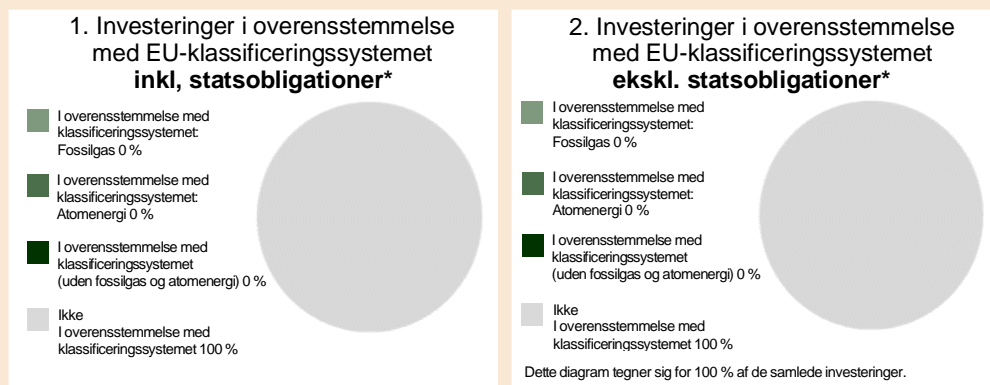 1. Investeringer i overensstemmelse
med EU-klassificeringssystemet
inkl, statsobligationer*
I overensstemmelse med
klassificeringssystemet:
Fossilgas 0 %
I overensstemmelse med
klassificeringssystemet:
Atomenergi 0 %
I overensstemmelse med
klassificeringssystemet
(uden fossilgas og atomenergi) 0 %
Ikke
I overensstemmelse med
klassificeringssystemet 100 %
2. Investeringer i overensstemmelse
med EU-klassificeringssystemet
ekskl. statsobligationer*
I overensstemmelse med
klassificeringssystemet:
Fossilgas 0 %
I overensstemmelse med
klassificeringssystemet:
Atomenergi 0 %
I overensstemmelse med
klassificeringssystemet
(uden fossilgas og atomenergi) 0 %
Ikke
I overensstemmelse med
klassificeringssystemet 100 %
Dette diagram tegner sig for 100 % af de samlede investeringer.